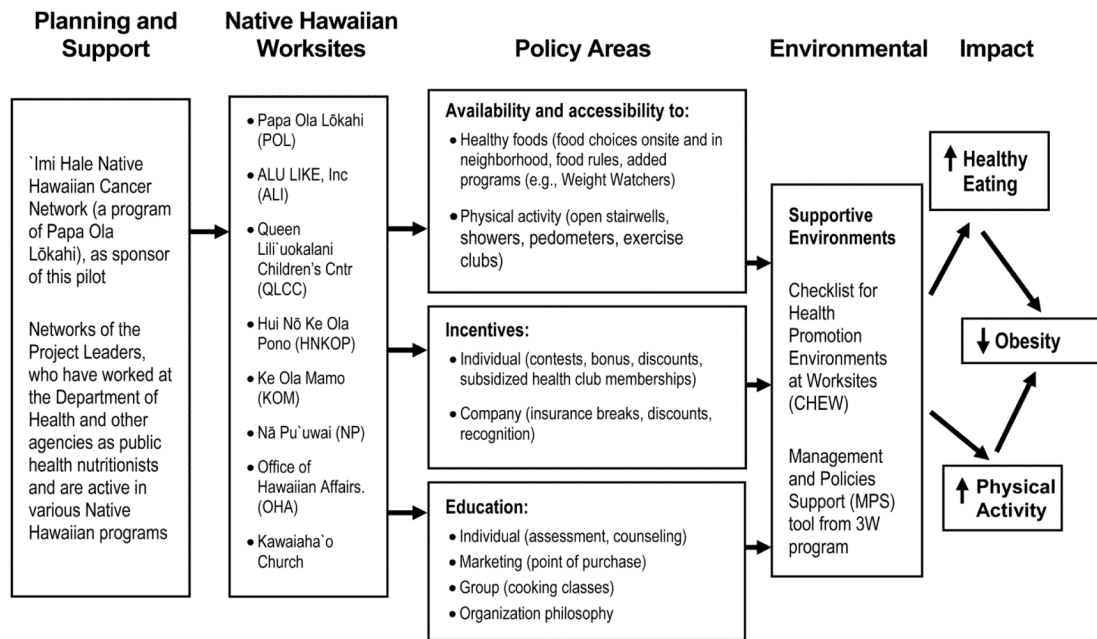 Planning and
Support
Native Hawaiian
Worksites
Policy Areas
Environmental
Impact
`Imi Hale Native
Hawaiian Cancer
Network (a program
of Papa Ola
Lōkahi), as sponsor
of this pilot
Networks of the
Project Leaders,
who have worked at
the Department of
Health and other
agencies as public
health nutritionists
and are active in
various Native
Hawaiian programs
• Papa Ola Lōkahi
(POL)
• ALU LIKE, Inc
(ALI)
• Queen
Lili`uokalani
Children's Cntr
(QLCC)
• Hui Nō Ke Ola
Pono (HNKOP)
• Ke Ola Mamo
(KOM)
• Nā Pu`uwai (NP)
• Office of
Hawaiian Affairs.
(OHA)
• Kawaiaha`o
Church
Availability and accessibility to:
• Healthy foods (food choices onsite and in
neighborhood, food rules, added
programs (e.g., Weight Watchers)
• Physical activity (open stairwells,
showers, pedometers, exercise
clubs)
Incentives:
• Individual (contests, bonus, discounts,
subsidized health club memberships)
• Company (insurance breaks, discounts,
recognition)
Education:
• Individual (assessment, counseling)
• Marketing (point of purchase)
• Group (cooking classes)
• Organization philosophy
Supportive
Environments
Checklist for
Health
Promotion
Environments
at Worksites
(CHEW)
Management
and Policies
Support (MPS)
tool from 3W
program
Healthy
Eating
Obesity
Physical
Activity